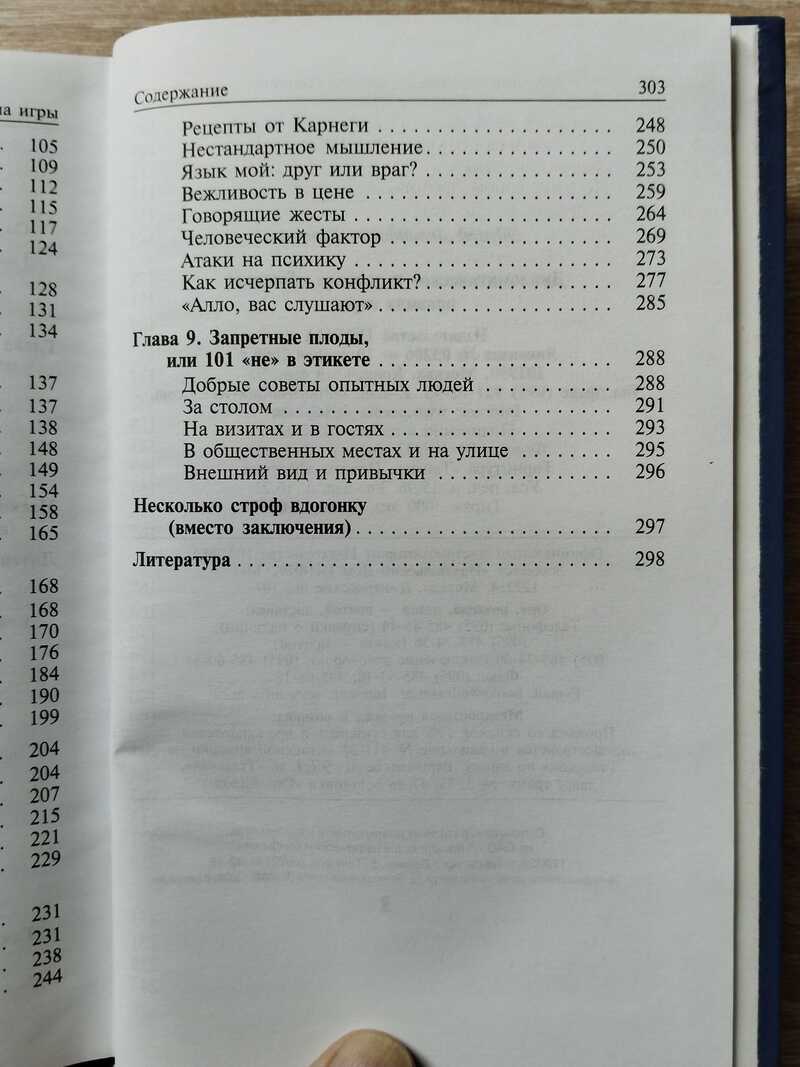 на игры
105
109
112
115
117
124
128
131
134
137
137
138
148
149
154
158
165
168
168
170
176
184
190
199
204
204
207
215
221
229
231
231
238
244
Содержание 303
Рецепты от Карнеги . . . . . . . . . . . . . . . . . . . . 248
Нестандартное мышление. . . . . . . . . . . . . . . . 250
Язык мой: друг или враг? . . . . . . . . . . . . . . . . 253
Вежливость в цене . . . . . . . . . . . . . . . . . . . . . 259
Говорящие жесты . . . . . . . . . . . . . . . . . . . . . . 264
Человеческий фактор . . . . . . . . . . . . . . . . . . . 269
Атаки на психику . . . . . . . . . . . . . . . . . . . . . . 273
Как исчерпать конфликт? . . . . . . . . . . . . . . . . 277
«Алло, вас слушают» . . . . . . . . . . . . . . . . . . . . 285
Глава 9. Запретные плоды,
или 101 «не» в этикете . . . . . . . . . . . . . . . . . . . . 288
Добрые советы опытных людей . . . . . . . . . . . 288
За столом . . . . . . . . . . . . . . . . . . . . . . . . . . . . 291
На визитах и в гостях . . . . . . . . . . . . . . . . . . . 293
В общественных местах и на улице . . . . . . . . 295
Внешний вид и привычки . . . . . . . . . . . . . . . 296
Несколько строф вдогонку
(вместо заключения) . . . . . . . . . . . . . . . . . . . . . . 297
Литература . . . . . . . . . . . . . . . . . . . . . . . . . . . . . . . . 298